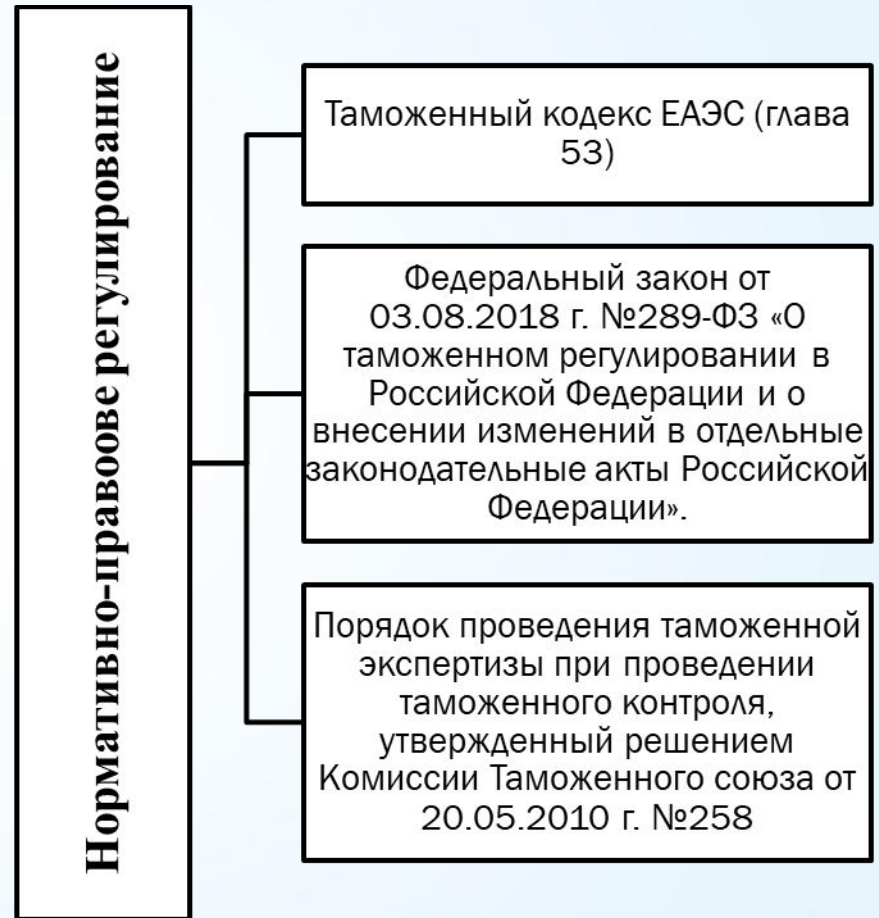 Нормативно-правоове регулирование
Таможенный кодекс ЕАЭС (глава
53)
Федеральный закон от
03.08.2018 г. №289-ФЗ «О
таможенном регулировании в
Российской Федерации и о
внесении изменений в отдельные
законодательные акты Российской
Федерации».
Порядок проведения таможенной
экспертизы при проведении
таможенного контроля,
утвержденный решением
Комиссии Таможенного союза от
20.05.2010 г. №258